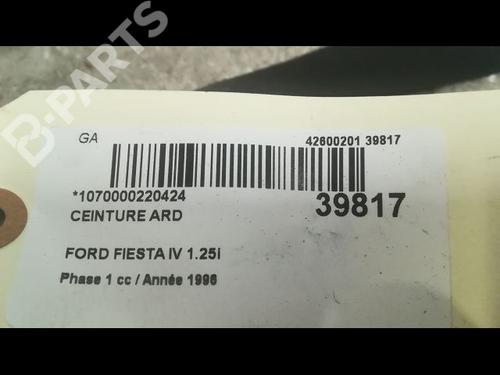 B-PARTS
GA
42600201 39817
*1070000220424
39817
CEINTURE ARD
FORD FIESTA IV 1.25I
Phase 1 cc / Année 1996